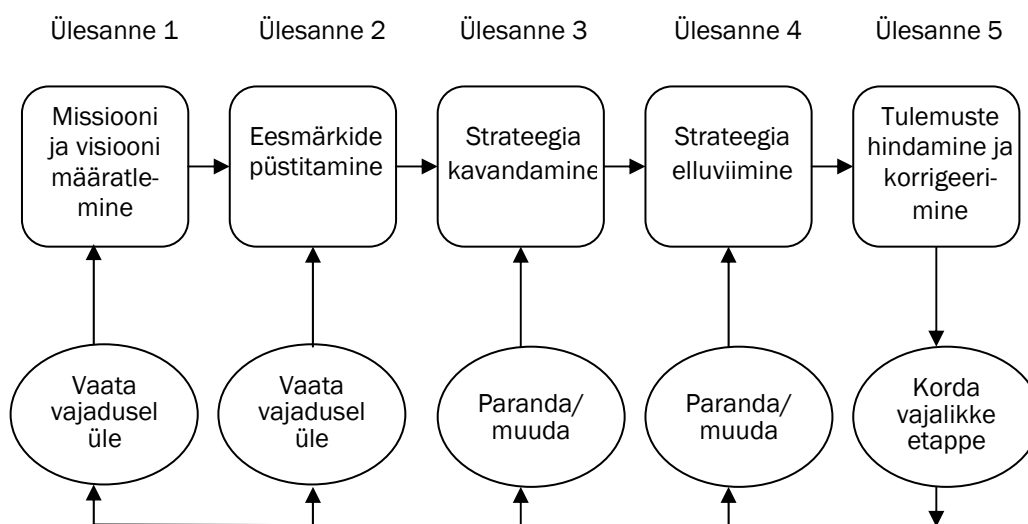 Ülesanne 1
Ülesanne 2
Ülesanne 3
Ülesanne 4
Ülesanne 5
Missiooni
ja visiooni
määratle-
mine
Eesmärkide
püstitamine
Strateegia
kavandamine
Strateegia
elluviimine
Tulemuste
hindamine ja
korrigeeri-
mine
Vaata
vajadusel
üle
Vaata
vajadusel
üle
Paranda/
muuda
Paranda/
muuda
Korda
vajalikke
etappe